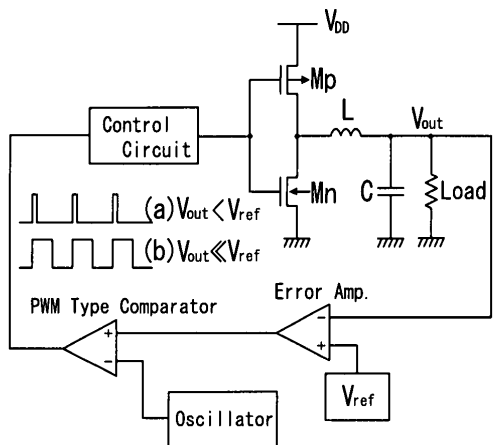 VDD
Mp
L
Vout
Control
Circuit
Mn
C
Load
(a)Vout<Vref
(b)Vout≪Vref
Error Amp.
PWM Type Comparator
−
+
+
−
Vref
Oscillator